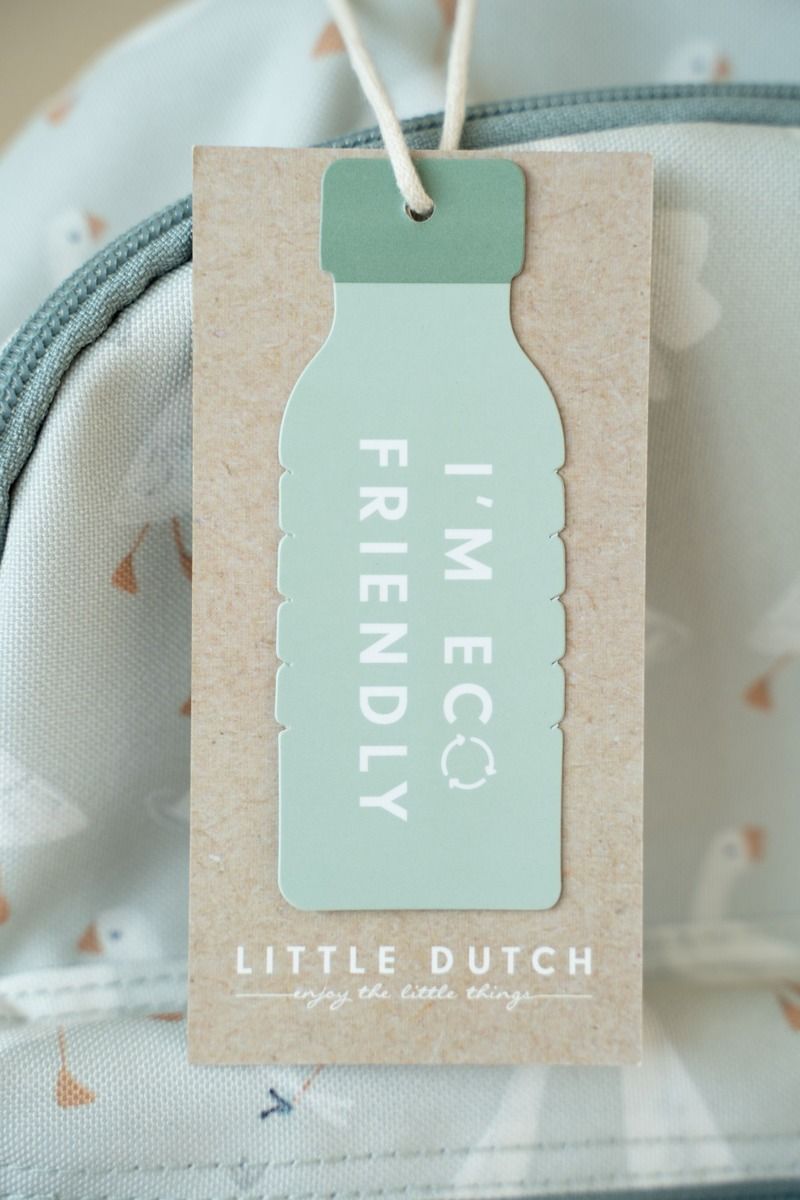 I'M ECO
FRIENDLY
LITTLE DUTCH
enjoy the little things